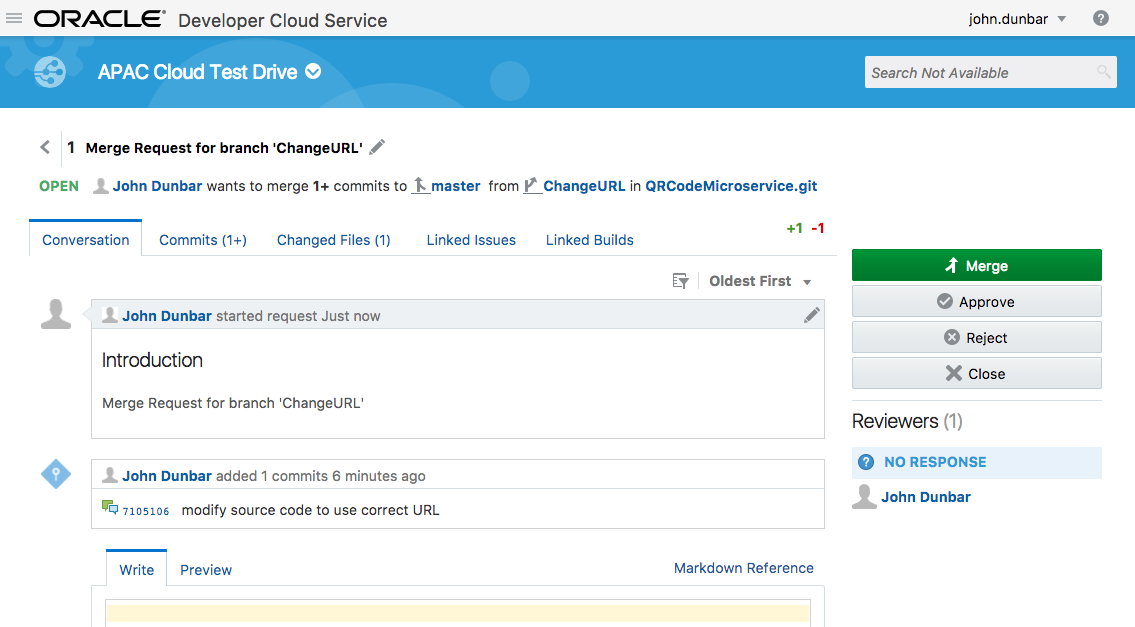 ORACLE® Developer Cloud Service
john.dunbar
?
APAC Cloud Test Drive
Search Not Available
1 Merge Request for branch 'ChangeURL'
OPEN John Dunbar wants to merge 1+ commits to master from ChangeURL in QRCodeMicroservice.git
Conversation Commits (1+) Changed Files (1) Linked Issues Linked Builds +1 -1
Oldest First
John Dunbar started request Just now
Introduction
Merge Request for branch 'ChangeURL'
John Dunbar added 1 commits 6 minutes ago
7105106 modify source code to use correct URL
Write Preview Markdown Reference
Merge
Approve
Reject
Close
Reviewers (1)
? NO RESPONSE
John Dunbar